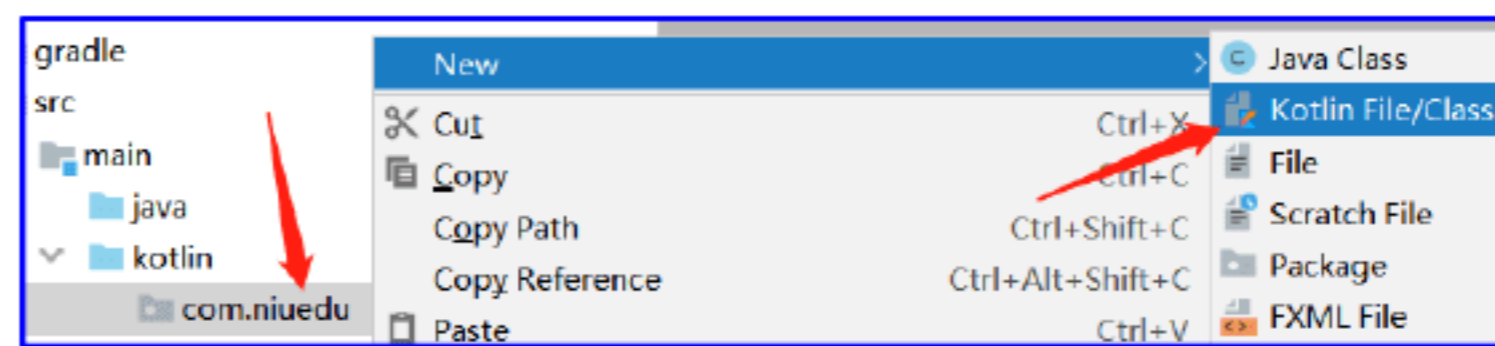 gradle
src
main
java
kotlin
com.niuedu
New
Cut Ctrl+X
Copy Ctrl+C
Copy Path Ctrl+Shift+C
Copy Reference Ctrl+Alt+Shift+C
Paste Ctrl+V
Java Class
Kotlin File/Class
File
Scratch File
Package
FXML File